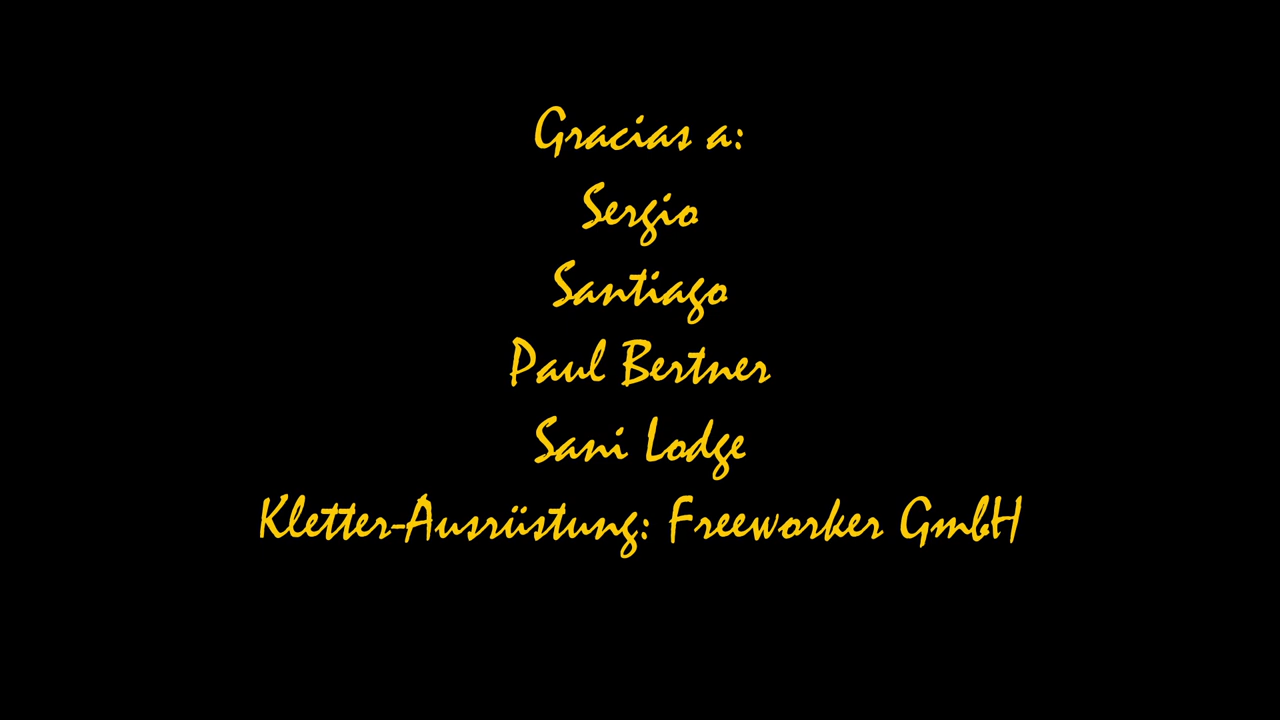 Gracias a:
Sergio
Santiago
Paul Bertner
Sani Lodge
Kletter-Ausrüstung: Freeworker GmbH